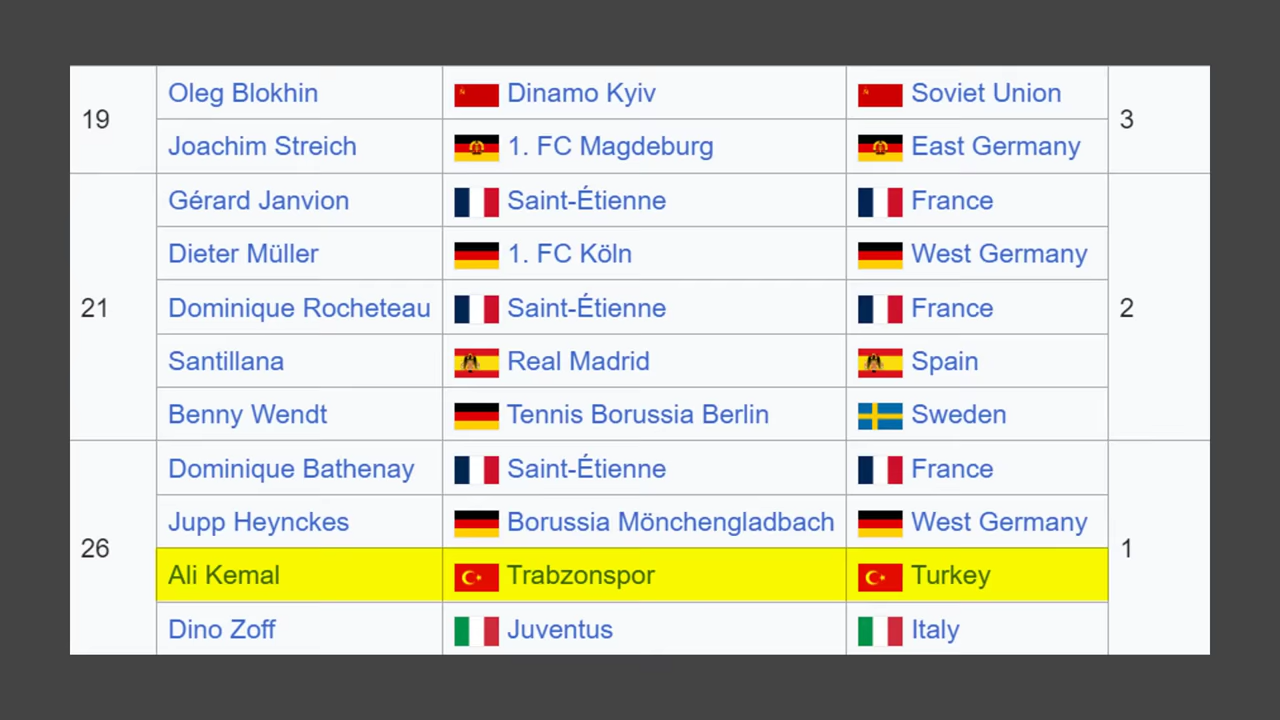 19
Oleg Blokhin Dinamo Kyiv Soviet Union
3
Joachim Streich 1. FC Magdeburg East Germany
21
Gérard Janvion Saint-Étienne France
2
Dieter Müller 1. FC Köln West Germany
Dominique Rocheteau Saint-Étienne France
Santillana Real Madrid Spain
Benny Wendt Tennis Borussia Berlin Sweden
26
Dominique Bathenay Saint-Étienne France
1
Jupp Heynckes Borussia Mönchengladbach West Germany
Ali Kemal Trabzonspor Turkey
Dino Zoff Juventus Italy